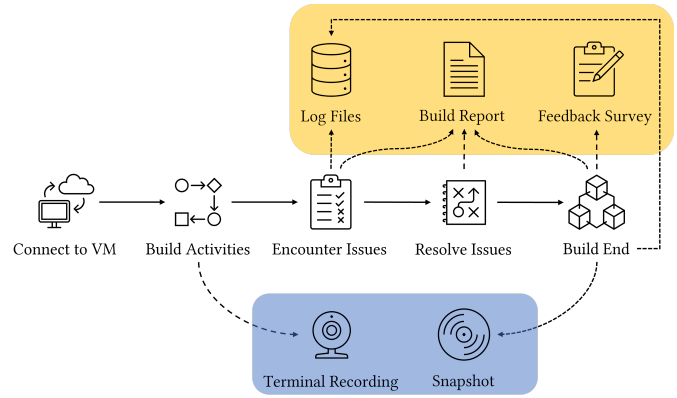 Log Files
Build Report
Feedback Survey
Connect to VM
Build Activities
Encounter Issues
Resolve Issues
Build End
Terminal Recording
Snapshot